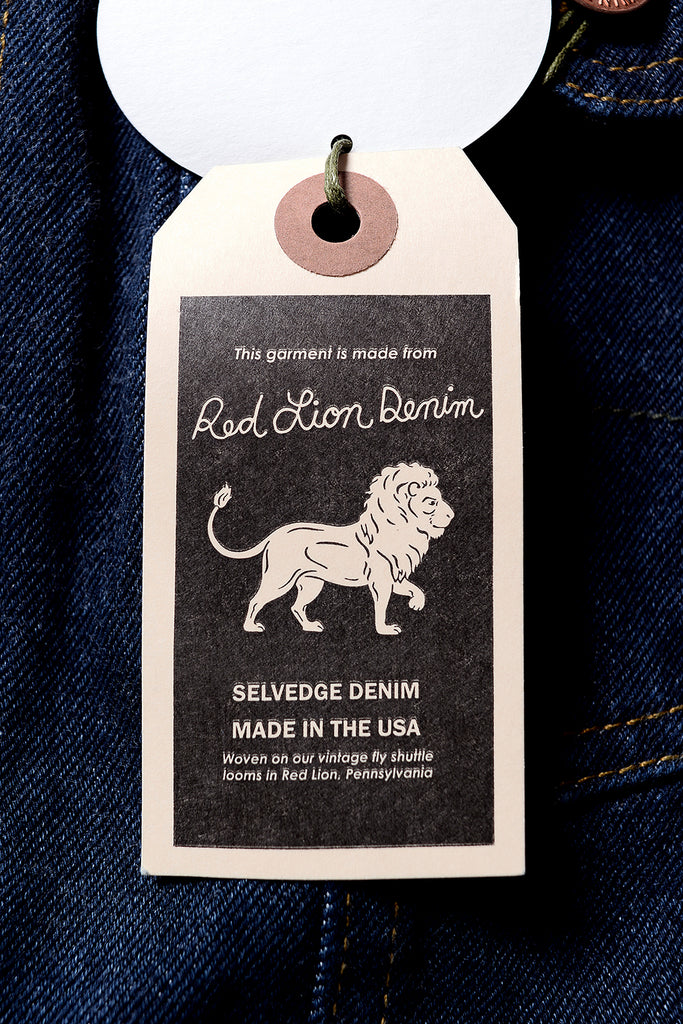 This garment is made from
Red Lion Denim
SELVEDGE DENIM
MADE IN THE USA
Woven on our vintage fly shuttle
looms in Red Lion, Pennsylvania